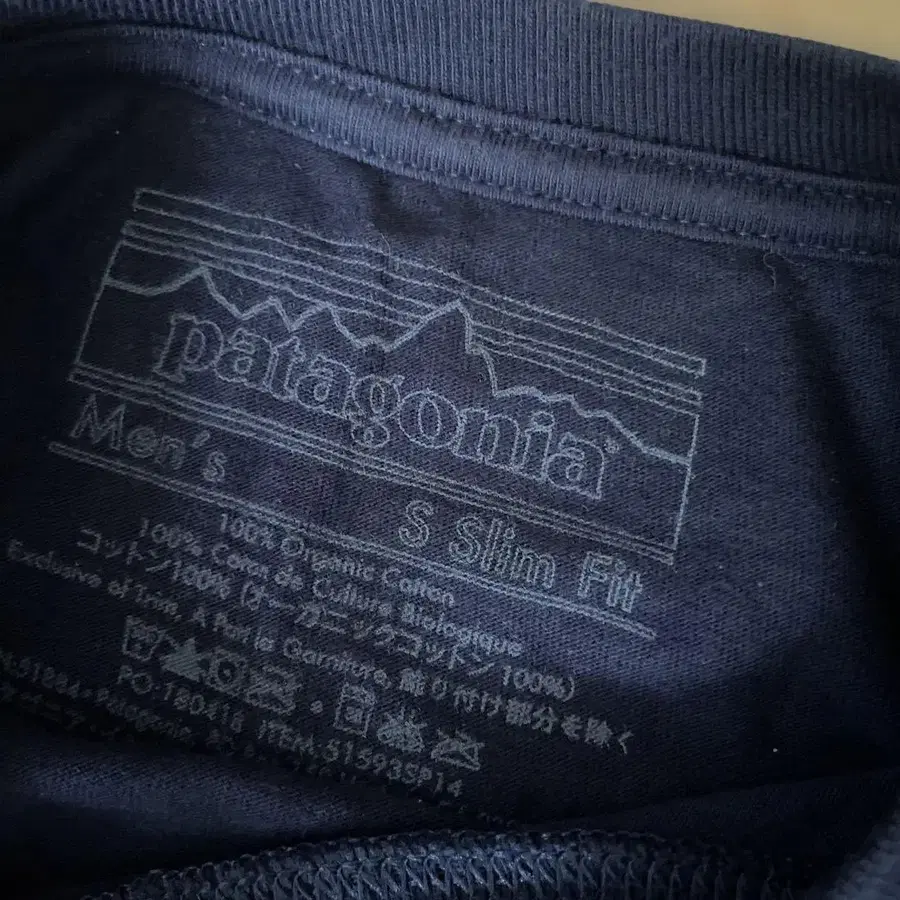 patagonia®
Men's
S Slim Fit
100% Organic Cotton
100% Coton de Culture Biologique
コットン100% (オーガニックコットン100%)
Exclusive of Trim, A Part la Garniture, 飾り付け部分を除く
PO-180416 ITEM-51593SP14